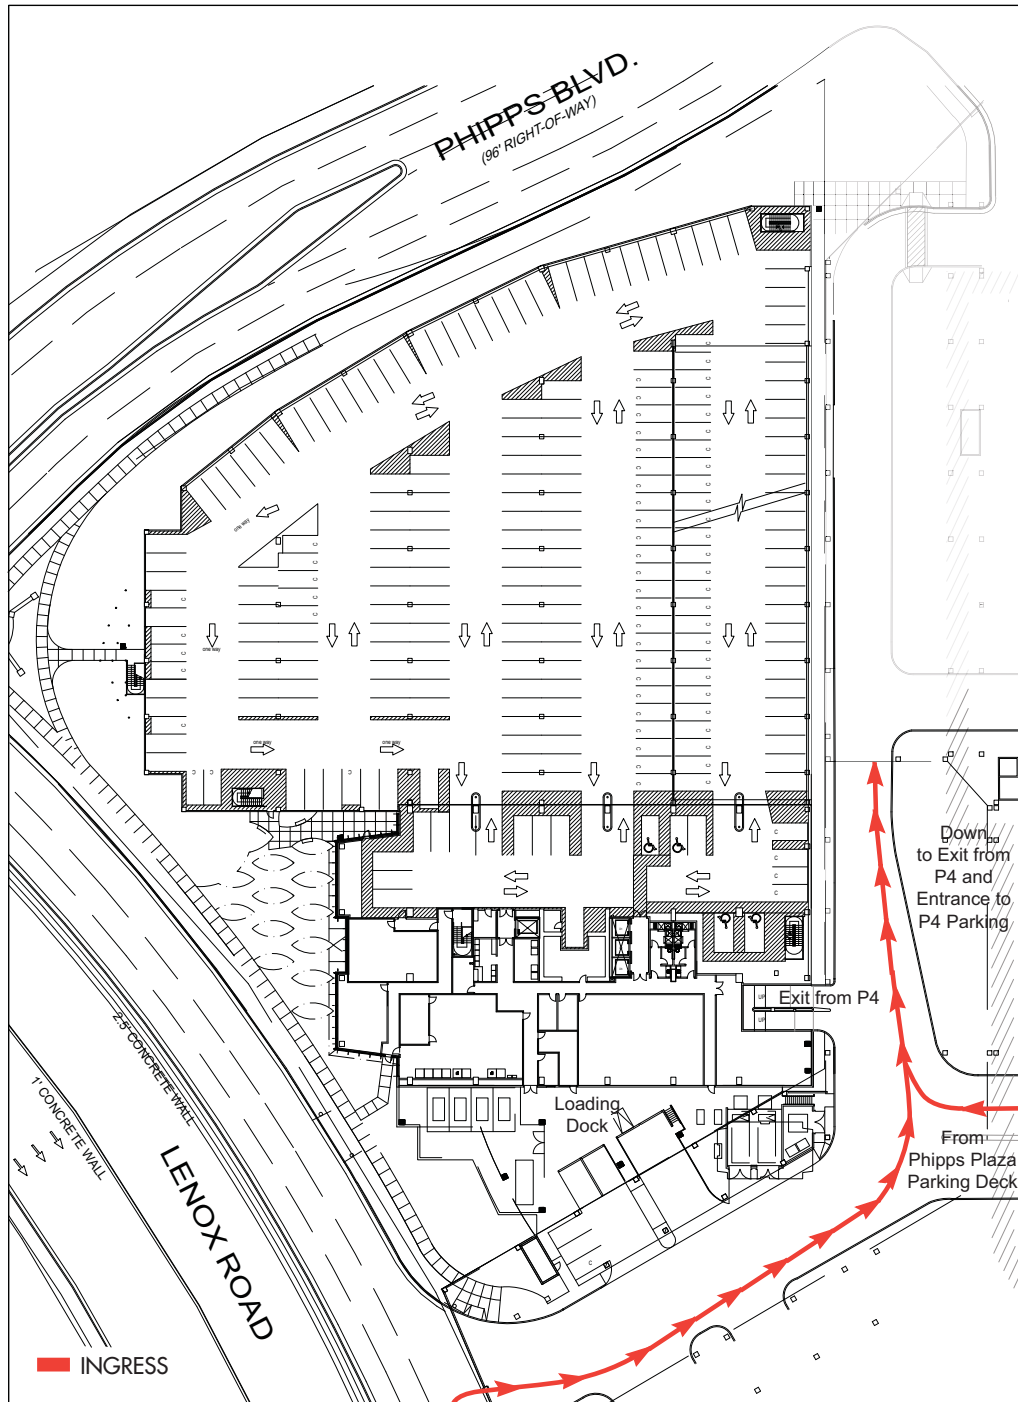 PHIPPS BLVD.
(96' RIGHT-OF-WAY)
one way
one way
one way
one way
Down
to Exit from
P4 and
Entrance to
P4 Parking
Exit from P4
UP
UP
Loading
Dock
From
Phipps Plaza
Parking Deck
2.5' CONCRETE WALL
1' CONCRETE WALL
LENOX ROAD
INGRESS